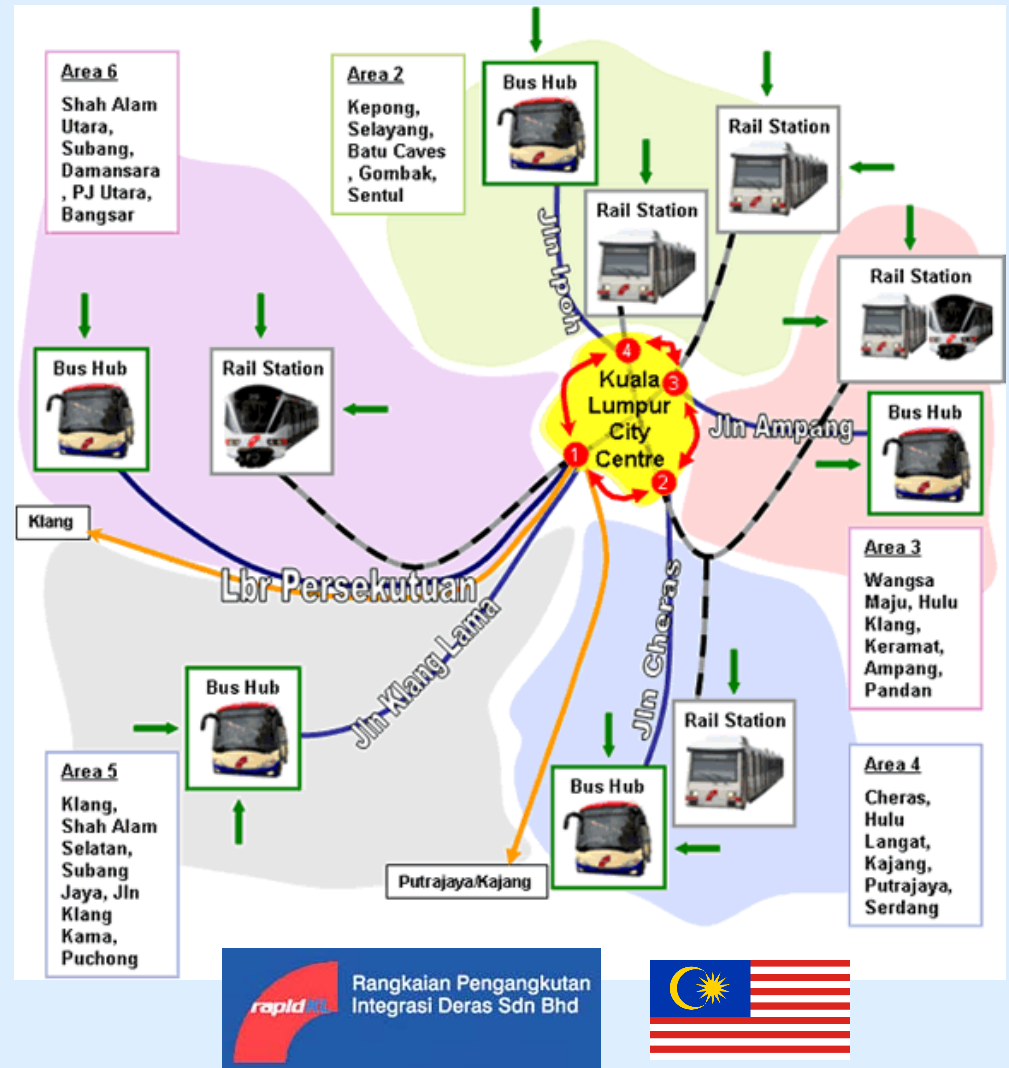 Area 6
Shah Alam
Utara,
Subang,
Damansara
, PJ Utara,
Bangsar
Area 2
Kepong,
Selayang,
Batu Caves
, Gombak,
Sentul
Bus Hub
Rail Station
Rail Station
Rail Station
Bus Hub
Rail Station
Bus Hub
Jln Ipoh
4
3
1
2
Kuala
Lumpur
City
Centre
Jln Ampang
Klang
Lbr Persekutuan
Jln Klang Lama
Jln Cheras
Area 3
Wangsa
Maju, Hulu
Klang,
Keramat,
Ampang,
Pandan
Bus Hub
Rail Station
Bus Hub
Area 5
Klang,
Shah Alam
Selatan,
Subang
Jaya, Jln
Klang
Kama,
Puchong
Area 4
Cheras,
Hulu
Langat,
Kajang,
Putrajaya,
Serdang
Putrajaya/Kajang
rapidKL
Rangkaian Pengangkutan
Integrasi Deras Sdn Bhd